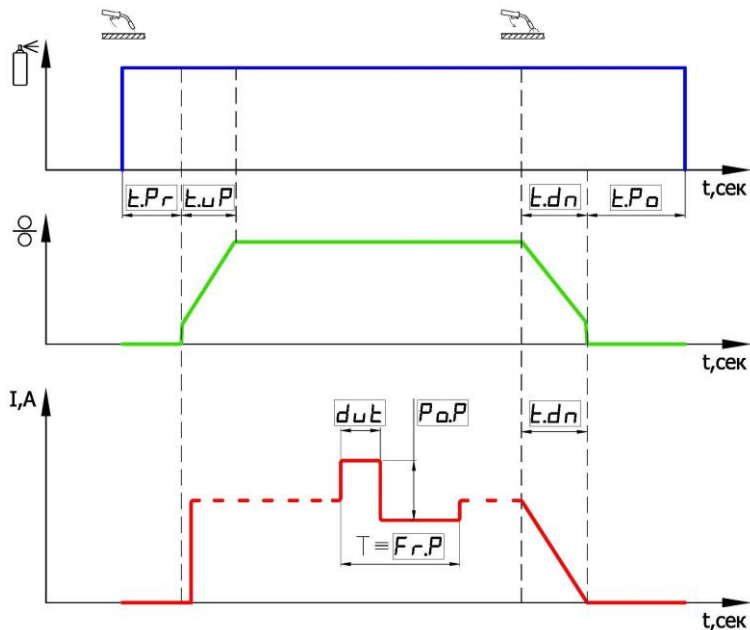 t,сек
t.Pr t.uP t.dn t.Po
t,сек
I,A
dut Po.P t.dn
T ≡ Fr.P
t,сек